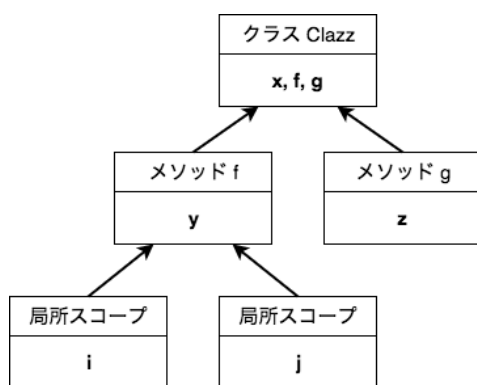 クラス Clazz
x, f, g
メソッド f
メソッド g
y
z
局所スコープ
局所スコープ
i
j